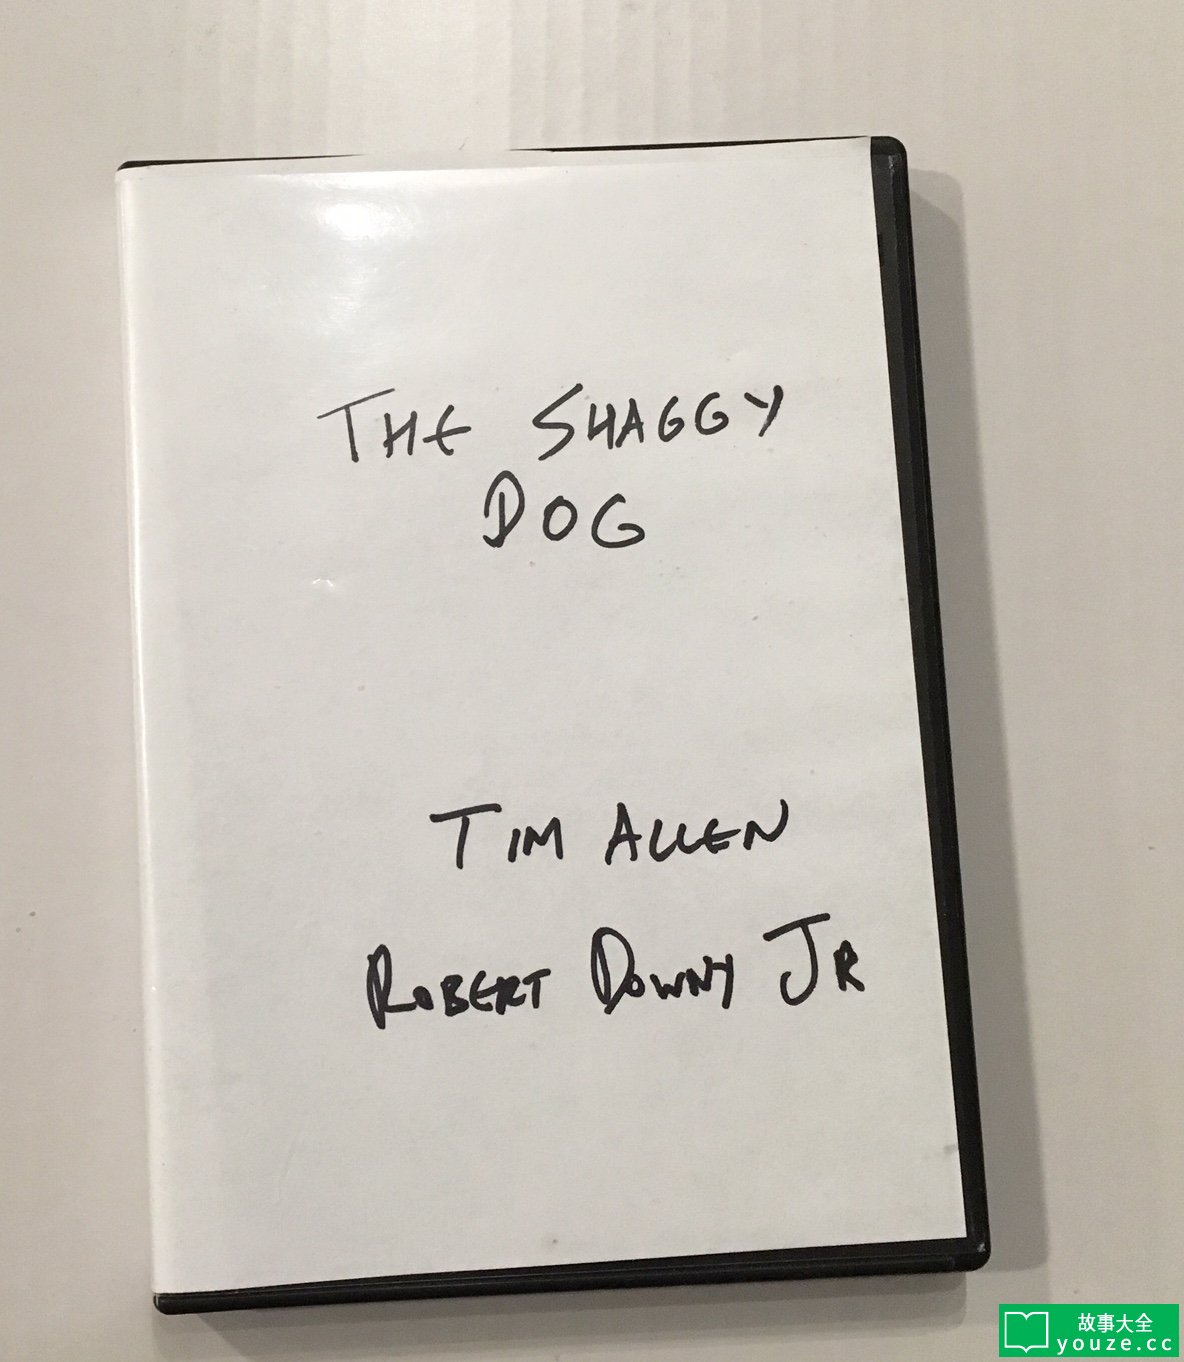 THE SHAGGY
DOG
TIM ALLEN
ROBERT DOWNY JR
故事大全
youze.cc